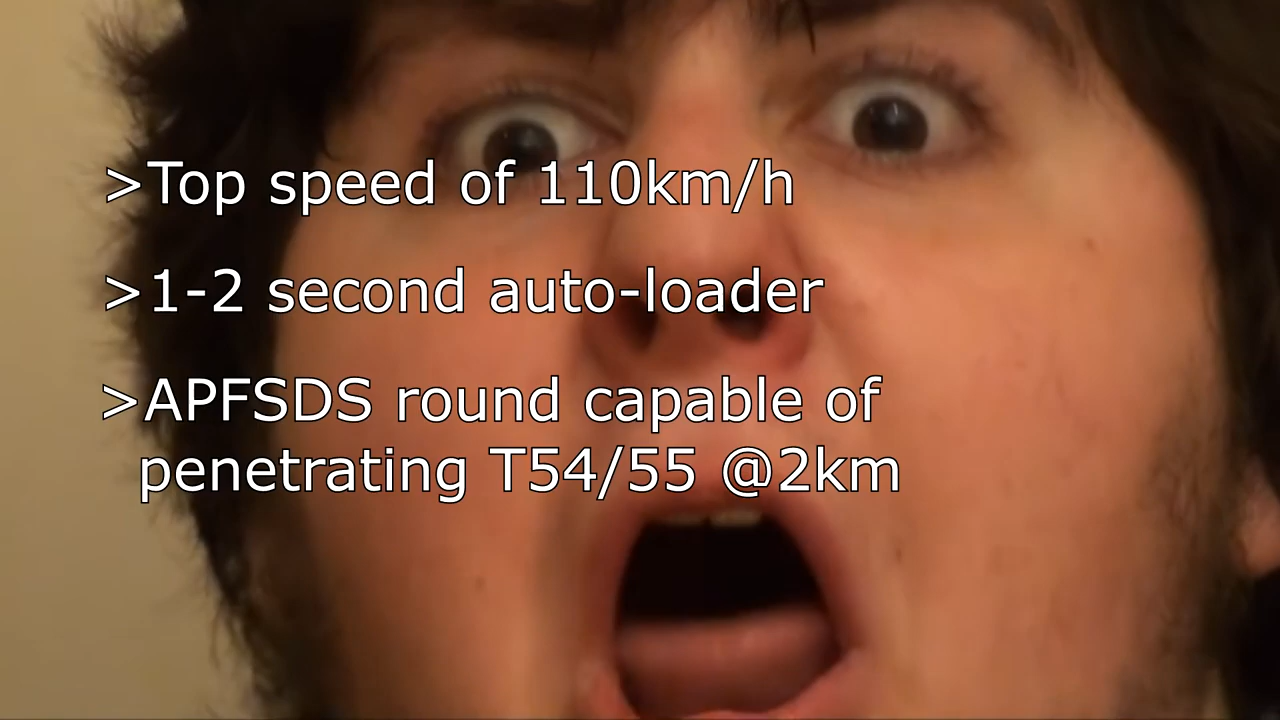 >Top speed of 110km/h
>1-2 second auto-loader
>APFSDS round capable of
penetrating T54/55 @2km